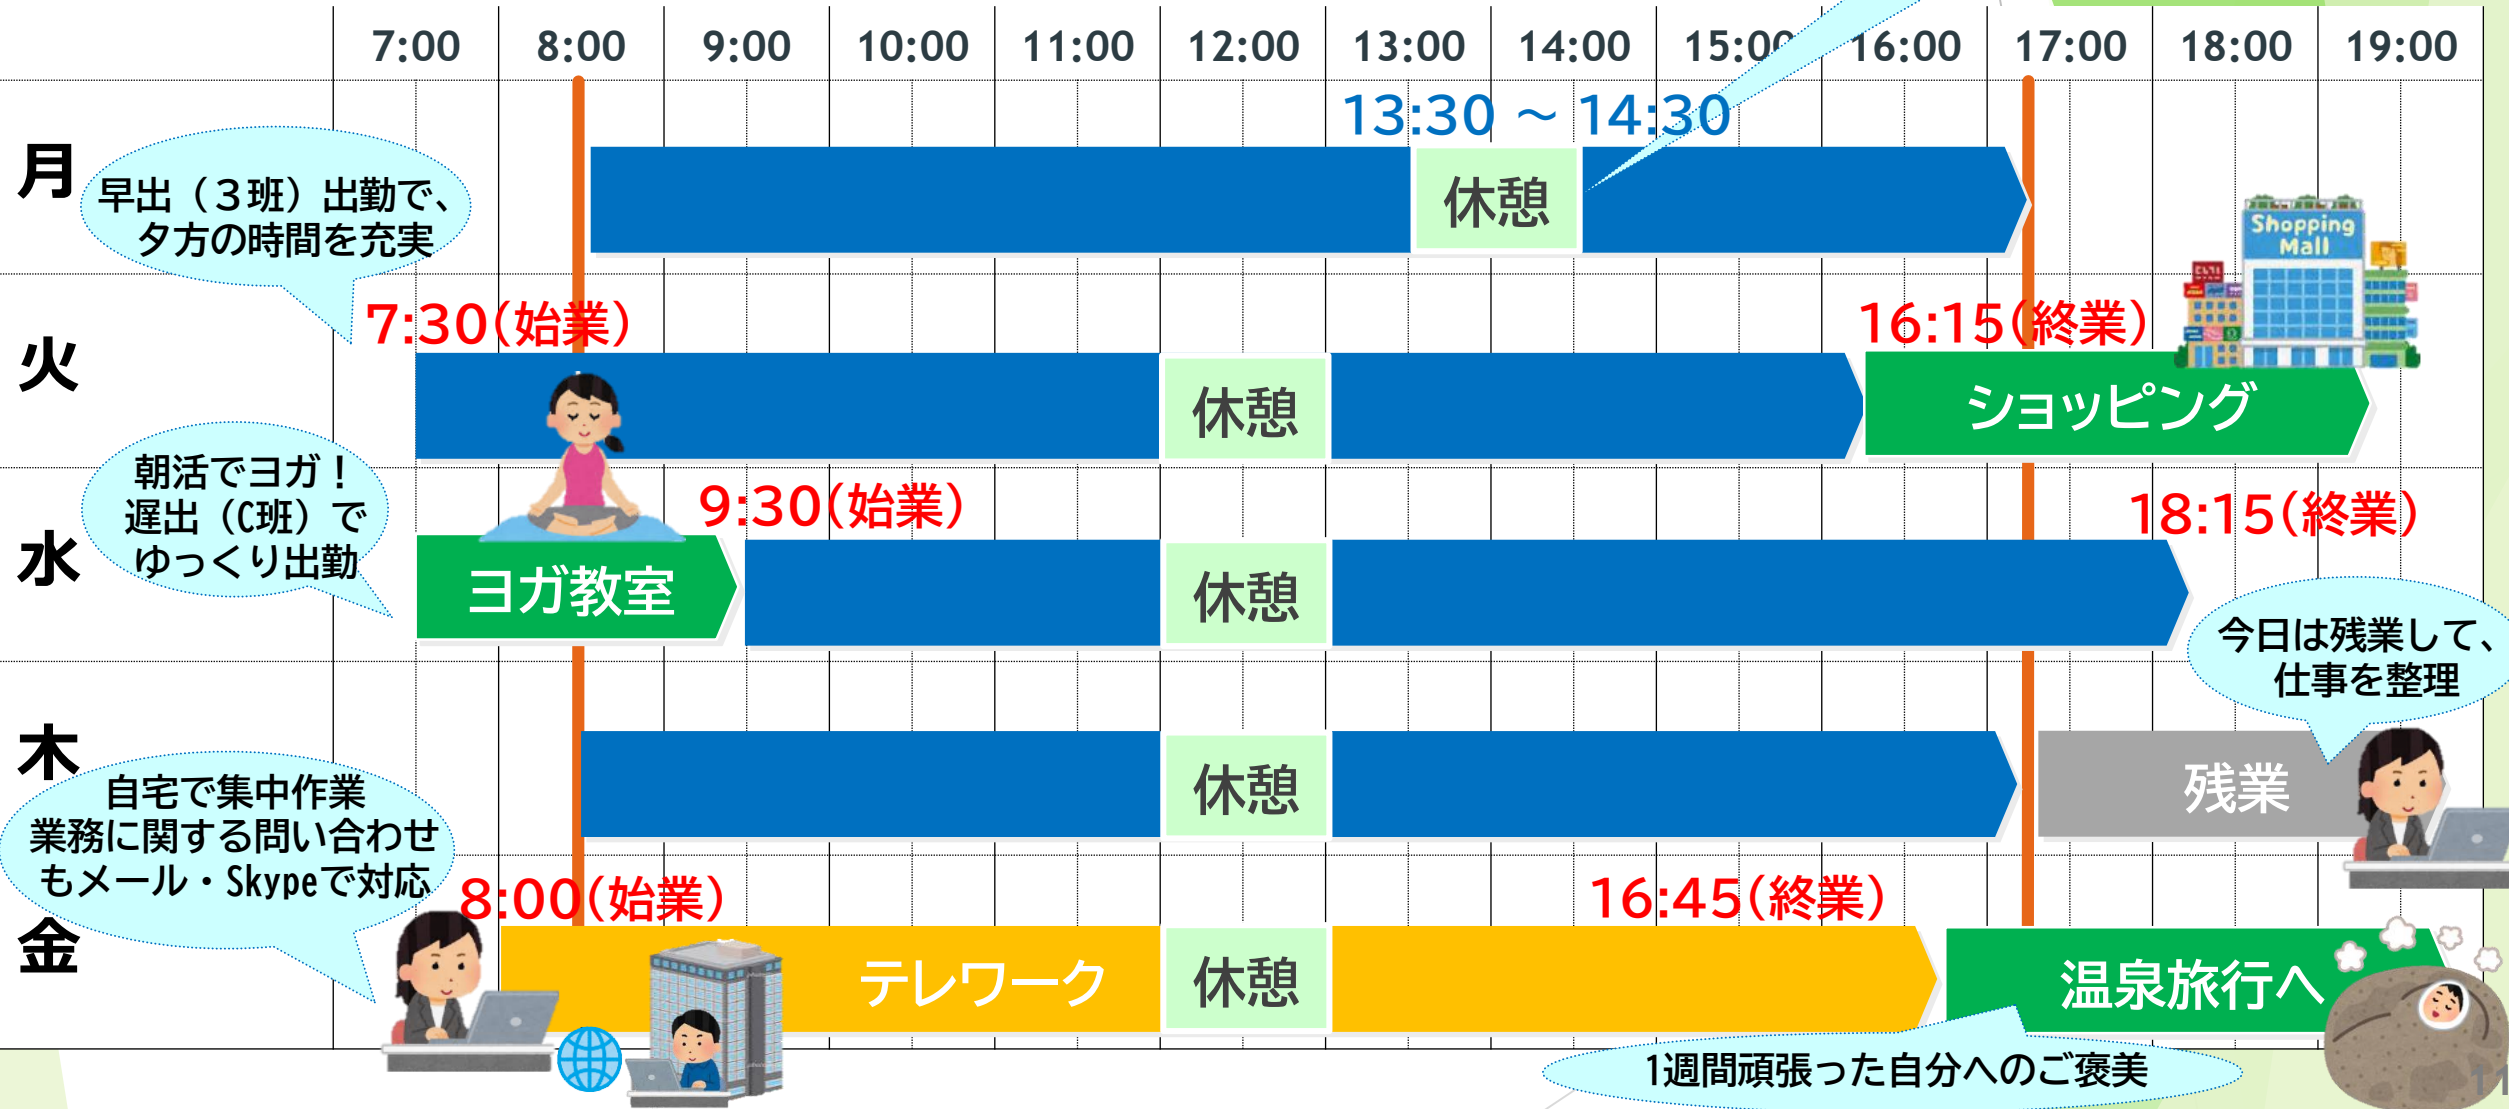 7:00 8:00 9:00 10:00 11:00 12:00 13:00 14:00 15:00 16:00 17:00 18:00 19:00
月
早出（３班）出勤で、
夕方の時間を充実
13:30 ～ 14:30
休憩
Shopping
Mall
火
7:30(始業)
16:15(終業)
休憩
ショッピング
水
朝活でヨガ！
遅出（C班）で
ゆっくり出勤
9:30(始業)
18:15(終業)
ヨガ教室
休憩
木
今日は残業して、
仕事を整理
休憩
残業
金
自宅で集中作業
業務に関する問い合わせ
もメール・Skypeで対応
8:00(始業)
16:45(終業)
テレワーク
休憩
温泉旅行へ
1週間頑張った自分へのご褒美
11